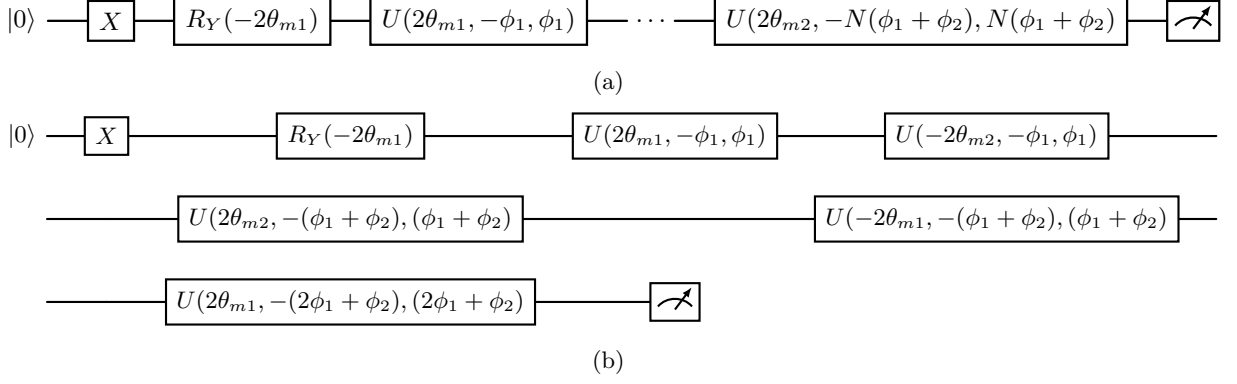 |0⟩ X R_Y(−2θ_{m1}) U(2θ_{m1}, −ϕ_1, ϕ_1) ⋯ U(2θ_{m2}, −N(ϕ_1 + ϕ_2), N(ϕ_1 + ϕ_2)
(a)
|0⟩ X R_Y(−2θ_{m1}) U(2θ_{m1}, −ϕ_1, ϕ_1) U(−2θ_{m2}, −ϕ_1, ϕ_1)
U(2θ_{m2}, −(ϕ_1 + ϕ_2), (ϕ_1 + ϕ_2) U(−2θ_{m1}, −(ϕ_1 + ϕ_2), (ϕ_1 + ϕ_2)
U(2θ_{m1}, −(2ϕ_1 + ϕ_2), (2ϕ_1 + ϕ_2)
(b)